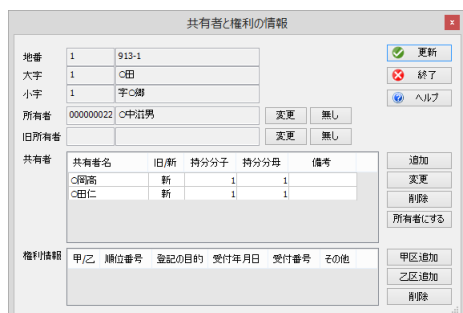 共有者と権利の情報
x
地番 1 913-1 更新
大字 1 ○田 終了
小字 1 字○郷 ヘルプ
所有者 000000022 ○中江男 変更 無し
旧所有者 変更 無し
共有者 共有者名 旧/新 持分分子 持分分母 備考 追加
○岡高 新 1 1 変更
○田仁 新 1 1 削除
所有者にする
権利情報 甲/乙 順位番号 登記の目的 受付年月日 受付番号 その他 甲区追加
乙区追加
削除